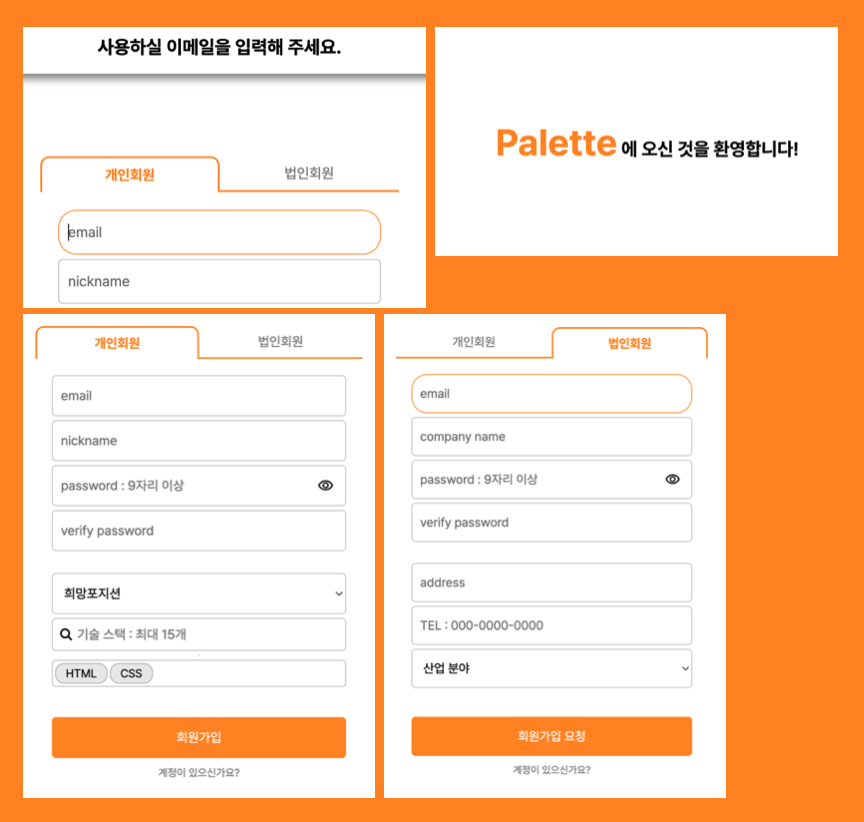 사용하실 이메일을 입력해 주세요.
개인회원 법인회원
email
nickname
Palette 에 오신 것을 환영합니다!
개인회원 법인회원
email
nickname
password : 9자리 이상
verify password
희망포지션
기술 스택 : 최대 15개
HTML CSS
회원가입
계정이 있으신가요?
개인회원 법인회원
email
company name
password : 9자리 이상
verify password
address
TEL : 000-0000-0000
산업 분야
회원가입 요청
계정이 있으신가요?